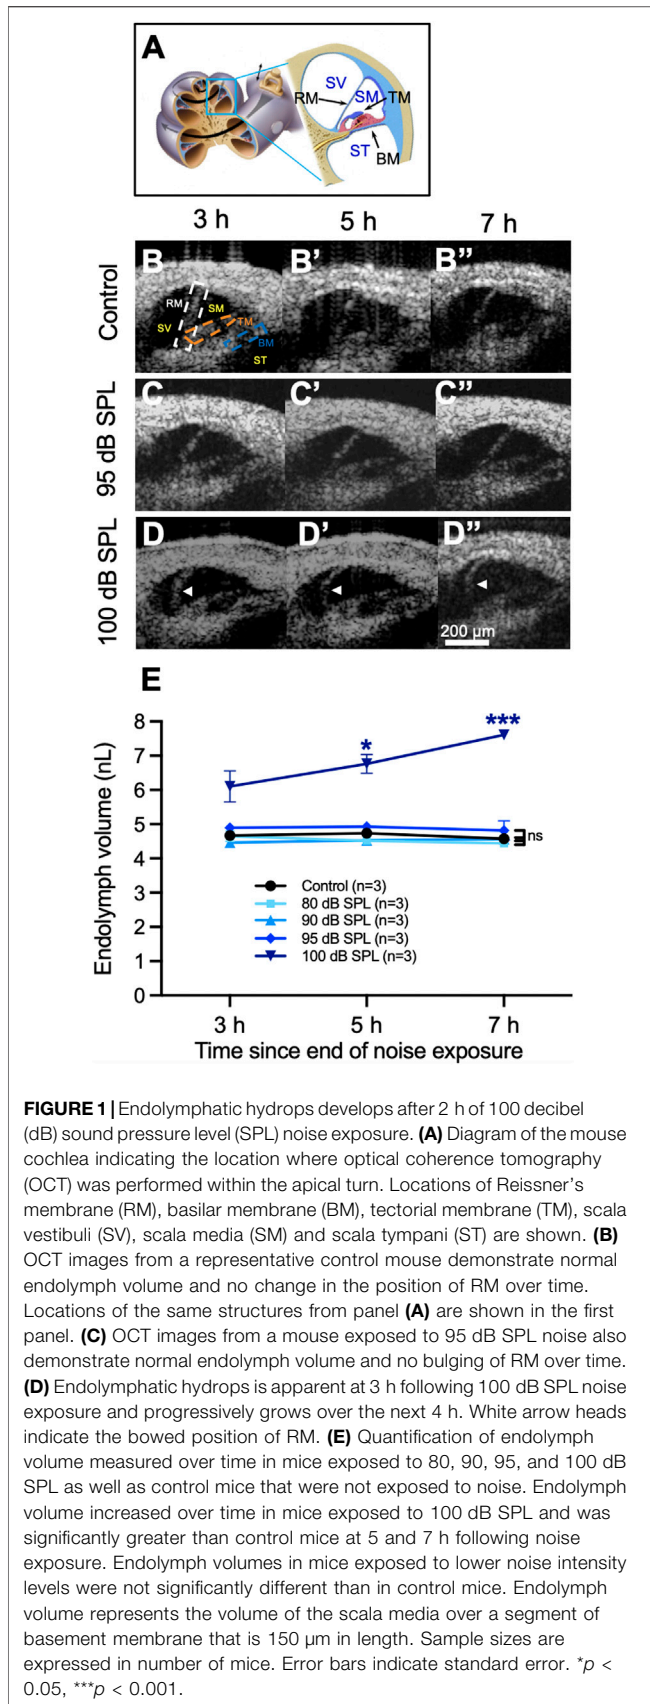 A
SV
RM
SM
TM
ST
BM
3 h
5 h
7 h
Control
B
RM
SM
SV
TM
BM
ST
B'
B"
95 dB SPL
C
C'
C"
100 dB SPL
D
D'
D"
200 µm
E
Endolymph volume (nL)
8
7
6
5
4
3
2
1
0
*
***
ns
Control (n=3)
80 dB SPL (n=3)
90 dB SPL (n=3)
95 dB SPL (n=3)
100 dB SPL (n=3)
3 h
5 h
7 h
Time since end of noise exposure
FIGURE 1 | Endolymphatic hydrops develops after 2 h of 100 decibel
(dB) sound pressure level (SPL) noise exposure. (A) Diagram of the mouse
cochlea indicating the location where optical coherence tomography
(OCT) was performed within the apical turn. Locations of Reissner's
membrane (RM), basilar membrane (BM), tectorial membrane (TM), scala
vestibuli (SV), scala media (SM) and scala tympani (ST) are shown. (B)
OCT images from a representative control mouse demonstrate normal
endolymph volume and no change in the position of RM over time.
Locations of the same structures from panel (A) are shown in the first
panel. (C) OCT images from a mouse exposed to 95 dB SPL noise also
demonstrate normal endolymph volume and no bulging of RM over time.
(D) Endolymphatic hydrops is apparent at 3 h following 100 dB SPL noise
exposure and progressively grows over the next 4 h. White arrow heads
indicate the bowed position of RM. (E) Quantification of endolymph
volume measured over time in mice exposed to 80, 90, 95, and 100 dB
SPL as well as control mice that were not exposed to noise. Endolymph
volume increased over time in mice exposed to 100 dB SPL and was
significantly greater than control mice at 5 and 7 h following noise
exposure. Endolymph volumes in mice exposed to lower noise intensity
levels were not significantly different than in control mice. Endolymph
volume represents the volume of the scala media over a segment of
basement membrane that is 150 µm in length. Sample sizes are
expressed in number of mice. Error bars indicate standard error. *p <
0.05, ***p < 0.001.